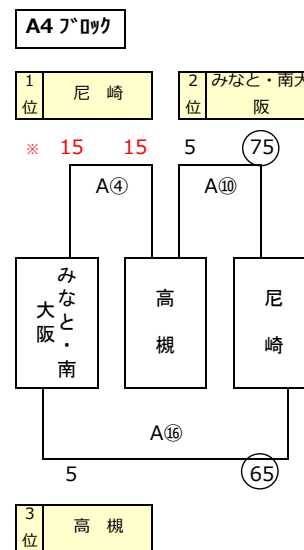 A4 ﾌﾞﾛｯｸ
1位 尼 崎
2位 みなと・南大阪
※ 15 15 5 75
A④ A⑩
みなと・南大阪
高槻
尼崎
A⑯
5 65
3位 高 槻